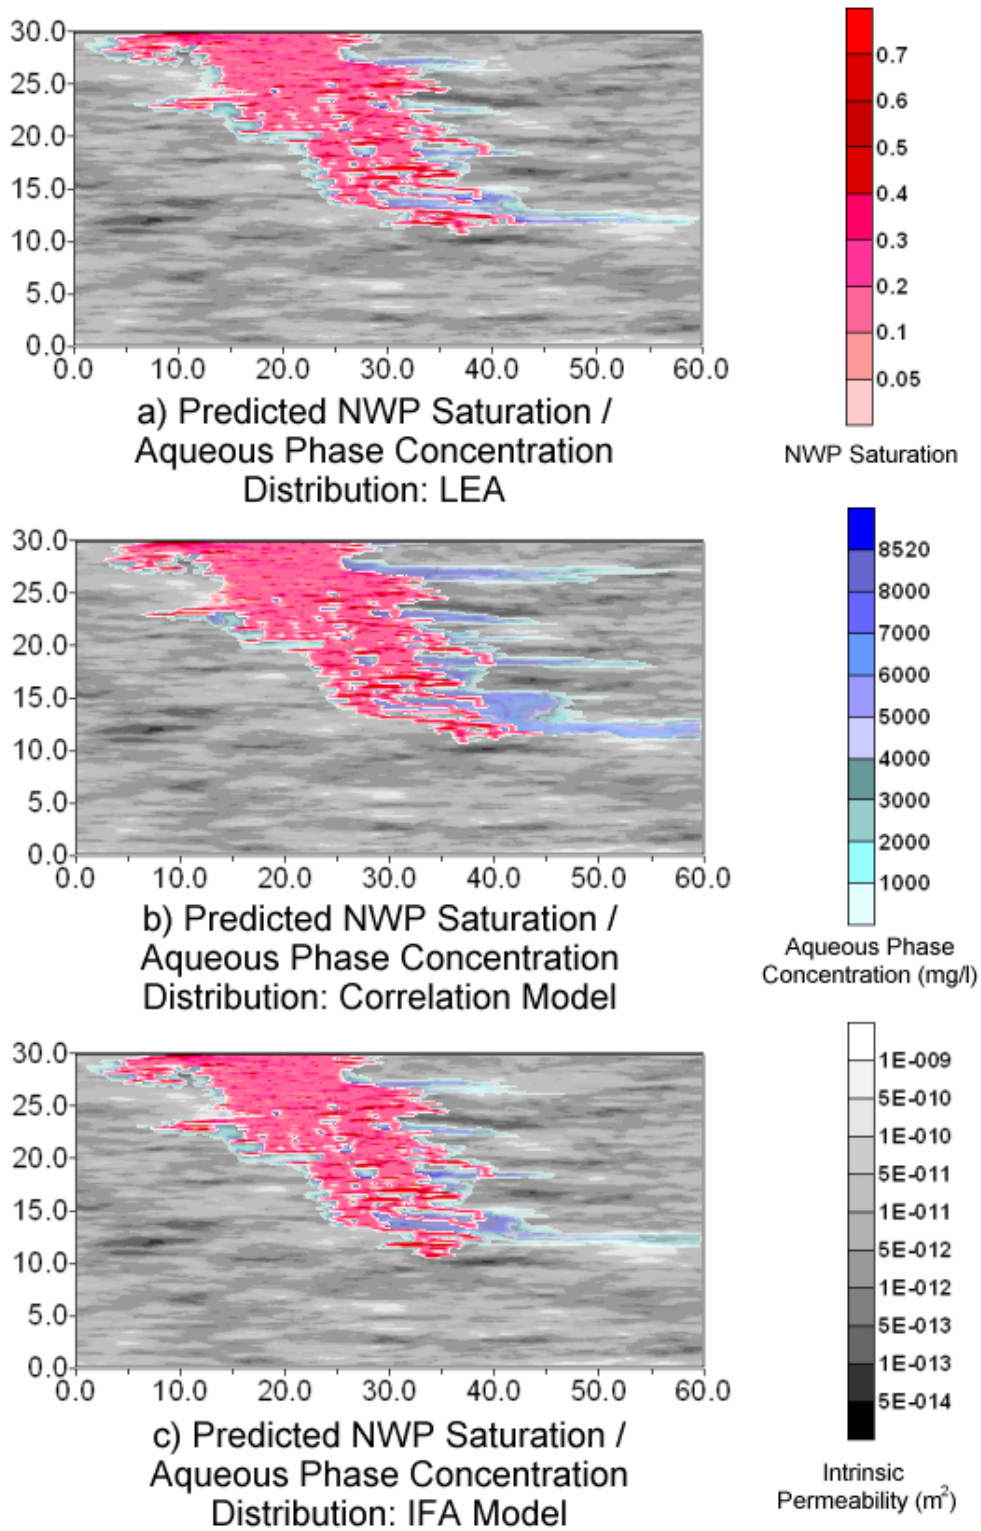 30.0
25.0
20.0
15.0
10.0
5.0
0.0
0.0 10.0 20.0 30.0 40.0 50.0 60.0
a) Predicted NWP Saturation /
Aqueous Phase Concentration
Distribution: LEA
0.7
0.6
0.5
0.4
0.3
0.2
0.1
0.05
NWP Saturation
30.0
25.0
20.0
15.0
10.0
5.0
0.0
0.0 10.0 20.0 30.0 40.0 50.0 60.0
b) Predicted NWP Saturation /
Aqueous Phase Concentration
Distribution: Correlation Model
8520
8000
7000
6000
5000
4000
3000
2000
1000
Aqueous Phase
Concentration (mg/l)
30.0
25.0
20.0
15.0
10.0
5.0
0.0
0.0 10.0 20.0 30.0 40.0 50.0 60.0
c) Predicted NWP Saturation /
Aqueous Phase Concentration
Distribution: IFA Model
1E-009
5E-010
1E-010
5E-011
1E-011
5E-012
1E-012
5E-013
1E-013
5E-014
Intrinsic
Permeability (m²)